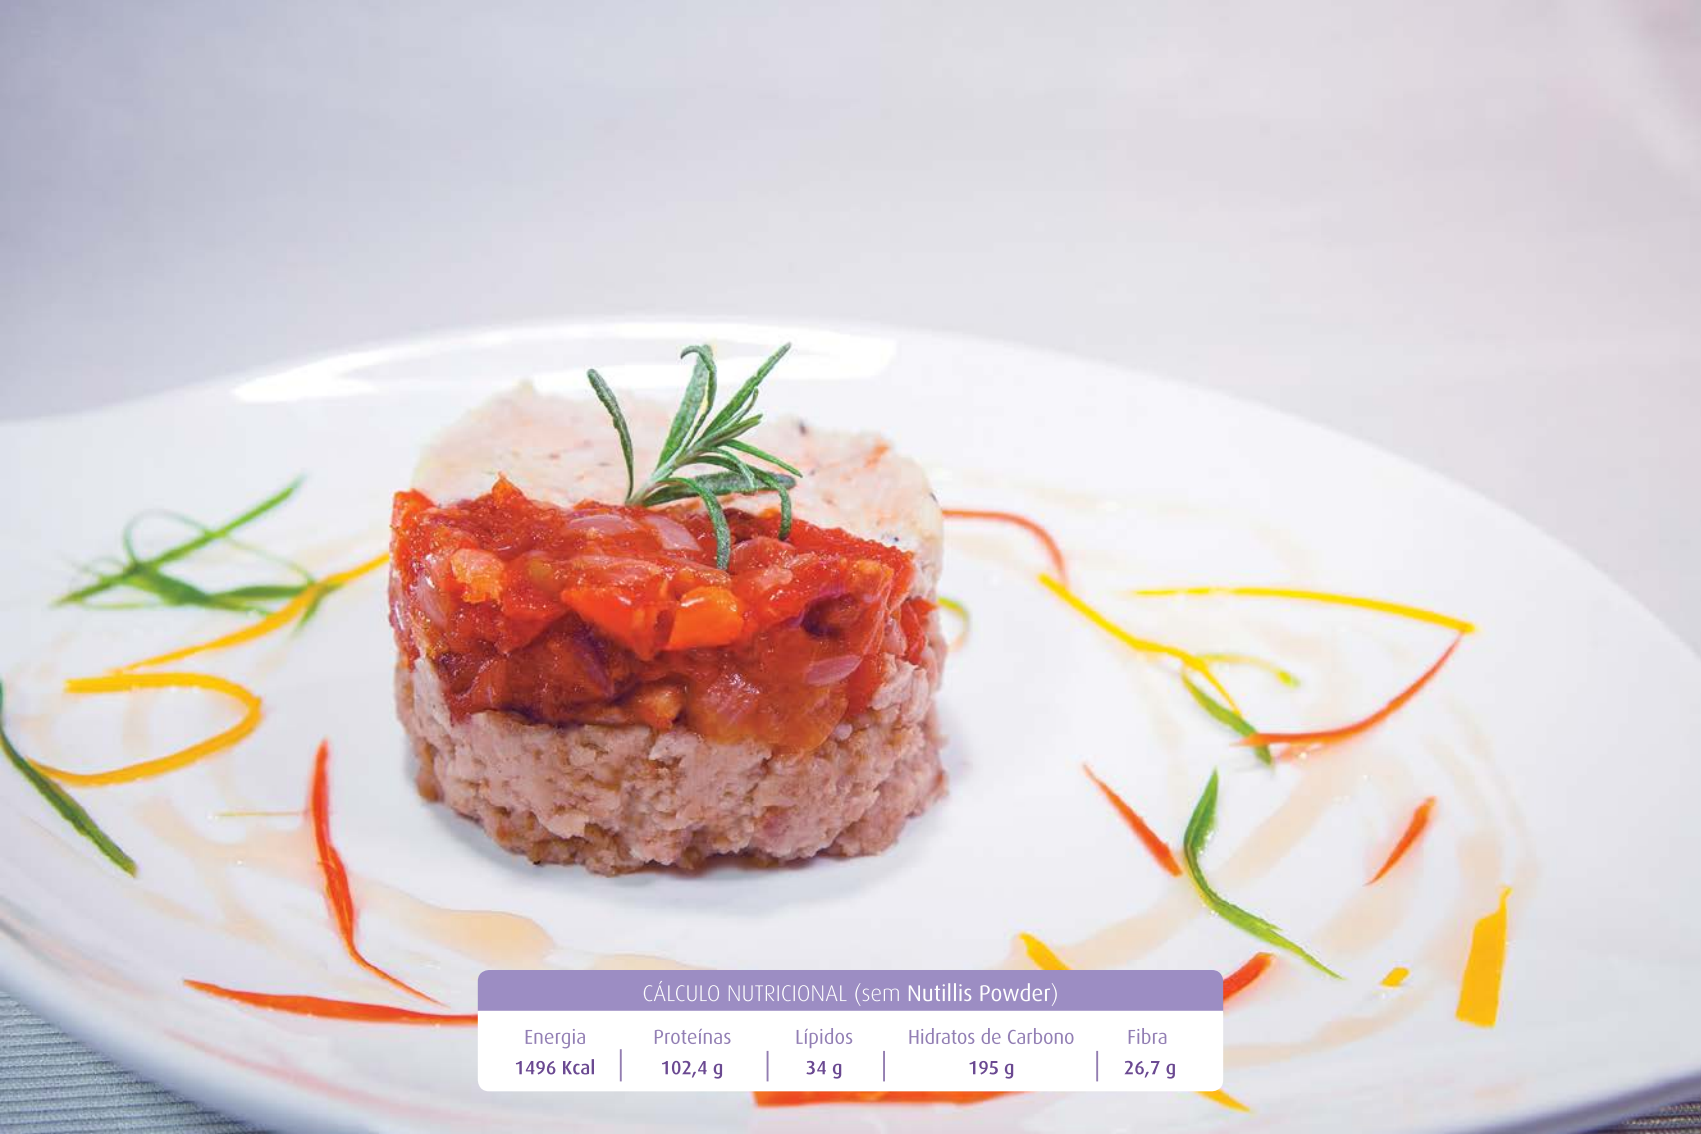 CÁLCULO NUTRICIONAL (sem Nutillis Powder)
Energia Proteínas Lípidos Hidratos de Carbono Fibra
1496 Kcal 102,4 g 34 g 195 g 26,7 g